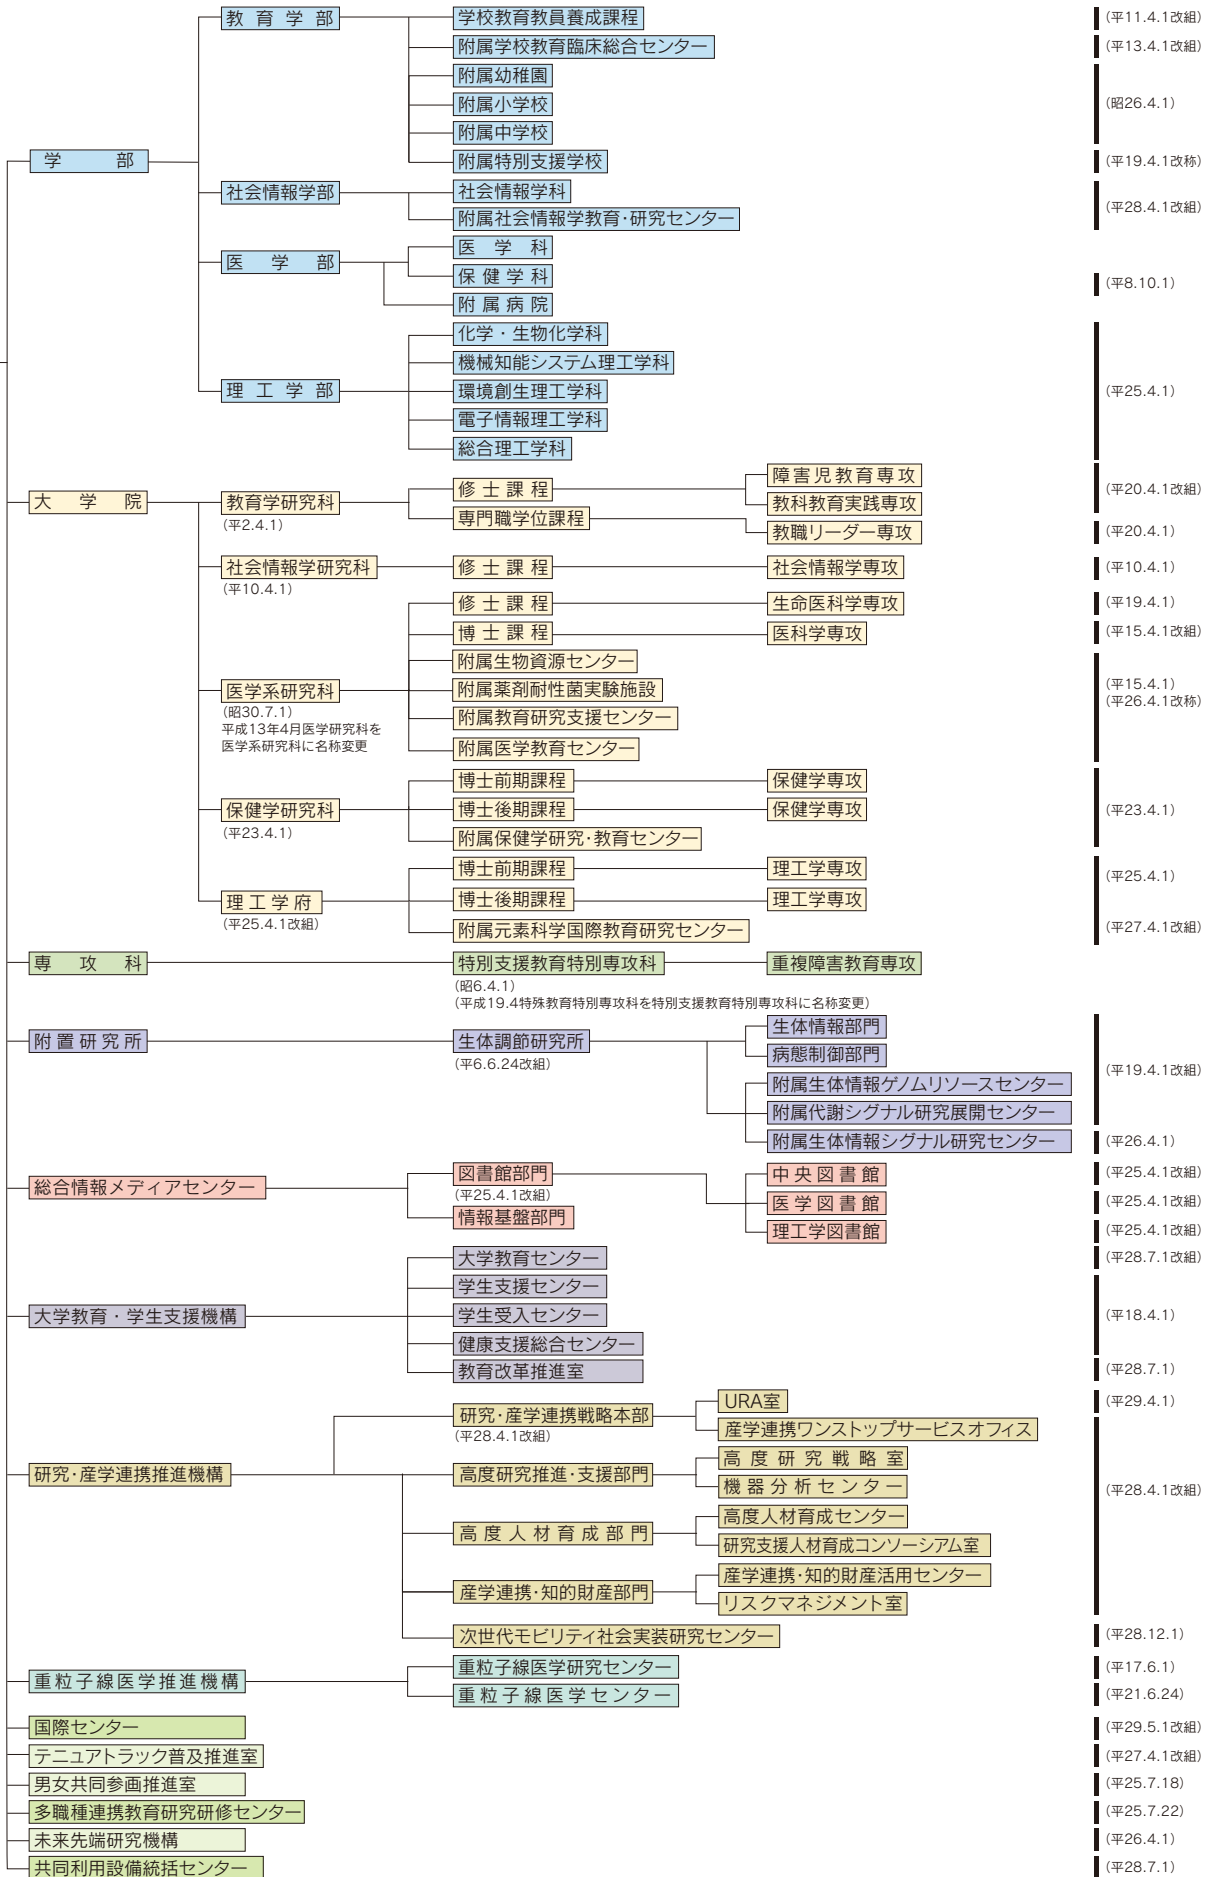 教育学部
学校教育教員養成課程
(平11.4.1改組)
附属学校教育臨床総合センター
(平13.4.1改組)
附属幼稚園
附属小学校
(昭26.4.1)
附属中学校
学部
附属特別支援学校
(平19.4.1改称)
社会情報学部
社会情報学科
(平28.4.1改組)
附属社会情報学教育・研究センター
医学部
医学科
保健学科
(平8.10.1)
附属病院
化学・生物化学科
機械知能システム理工学科
理工学部
環境創生理工学科
(平25.4.1)
電子情報理工学科
総合理工学科
大学院
教育学研究科
(平2.4.1)
修士課程
障害児教育専攻
教科教育実践専攻
(平20.4.1改組)
専門職学位課程
教職リーダー専攻
(平20.4.1)
社会情報学研究科
(平10.4.1)
修士課程
社会情報学専攻
(平10.4.1)
修士課程
生命医科学専攻
(平19.4.1)
博士課程
医科学専攻
(平15.4.1改組)
附属生物資源センター
医学系研究科
(昭30.7.1)
平成13年4月医学研究科を
医学系研究科に名称変更
附属薬剤耐性菌実験施設
(平15.4.1)
(平26.4.1改称)
附属教育研究支援センター
附属医学教育センター
保健学研究科
(平23.4.1)
博士前期課程
保健学専攻
博士後期課程
保健学専攻
(平23.4.1)
附属保健学研究・教育センター
理工学府
(平25.4.1改組)
博士前期課程
理工学専攻
(平25.4.1)
博士後期課程
理工学専攻
附属元素科学国際教育研究センター
(平27.4.1改組)
専攻科
特別支援教育特別専攻科
重複障害教育専攻
(昭6.4.1)
(平成19.4特殊教育特別専攻科を特別支援教育特別専攻科に名称変更)
附置研究所
生体調節研究所
(平6.6.24改組)
生体情報部門
病態制御部門
(平19.4.1改組)
附属生体情報ゲノムリソースセンター
附属代謝シグナル研究展開センター
附属生体情報シグナル研究センター
(平26.4.1)
総合情報メディアセンター
図書館部門
(平25.4.1改組)
情報基盤部門
中央図書館
(平25.4.1改組)
医学図書館
(平25.4.1改組)
理工学図書館
(平25.4.1改組)
大学教育・学生支援機構
大学教育センター
(平28.7.1改組)
学生支援センター
学生受入センター
(平18.4.1)
健康支援総合センター
教育改革推進室
(平28.7.1)
研究・産学連携推進機構
研究・産学連携戦略本部
(平28.4.1改組)
URA室
(平29.4.1)
産学連携ワンストップサービスオフィス
高度研究推進・支援部門
高度研究戦略室
機器分析センター
(平28.4.1改組)
高度人材育成部門
高度人材育成センター
研究支援人材育成コンソーシアム室
産学連携・知的財産部門
産学連携・知的財産活用センター
リスクマネジメント室
次世代モビリティ社会実装研究センター
(平28.12.1)
重粒子線医学推進機構
重粒子線医学研究センター
(平17.6.1)
重粒子線医学センター
(平21.6.24)
国際センター
(平29.5.1改組)
テニュアトラック普及推進室
(平27.4.1改組)
男女共同参画推進室
(平25.7.18)
多職種連携教育研究研修センター
(平25.7.22)
未来先端研究機構
(平26.4.1)
共同利用設備統括センター
(平28.7.1)